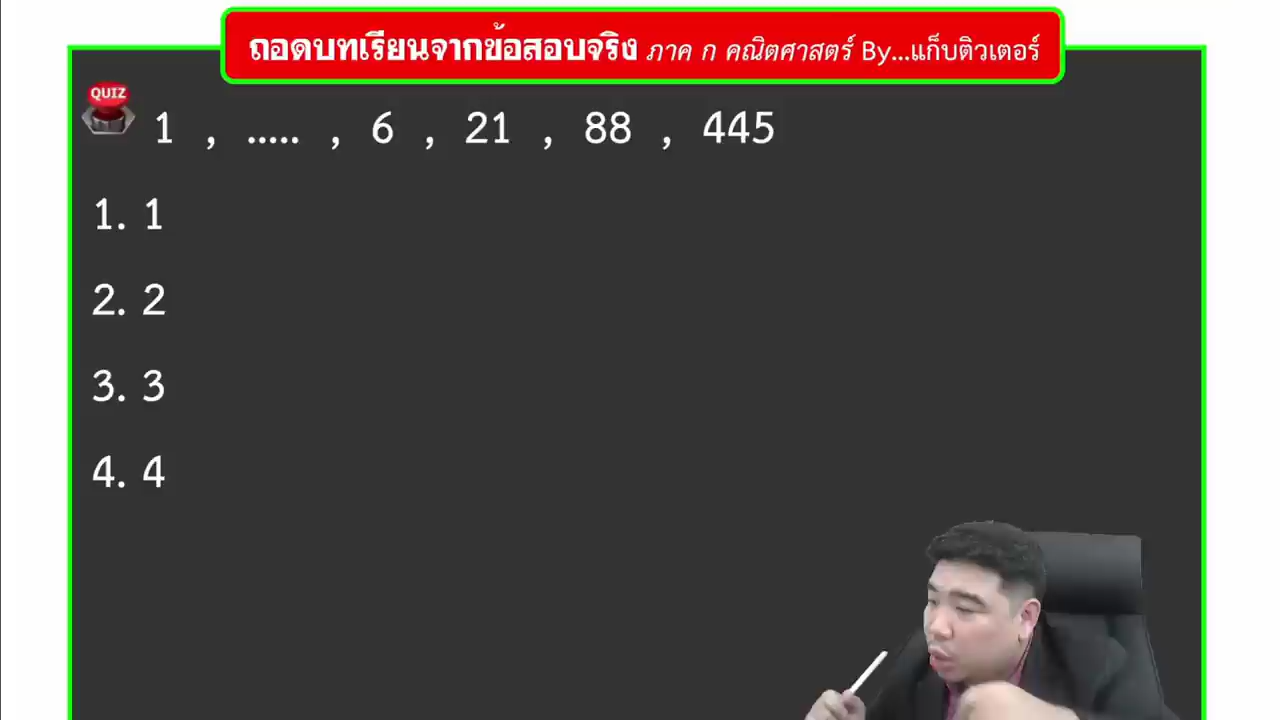 ถอดบทเรียนจากข้อสอบจริง ภาค ก คณิตศาสตร์ By...แก็บติวเตอร์
QUIZ
1 , ..... , 6 , 21 , 88 , 445
1. 1
2. 2
3. 3
4. 4